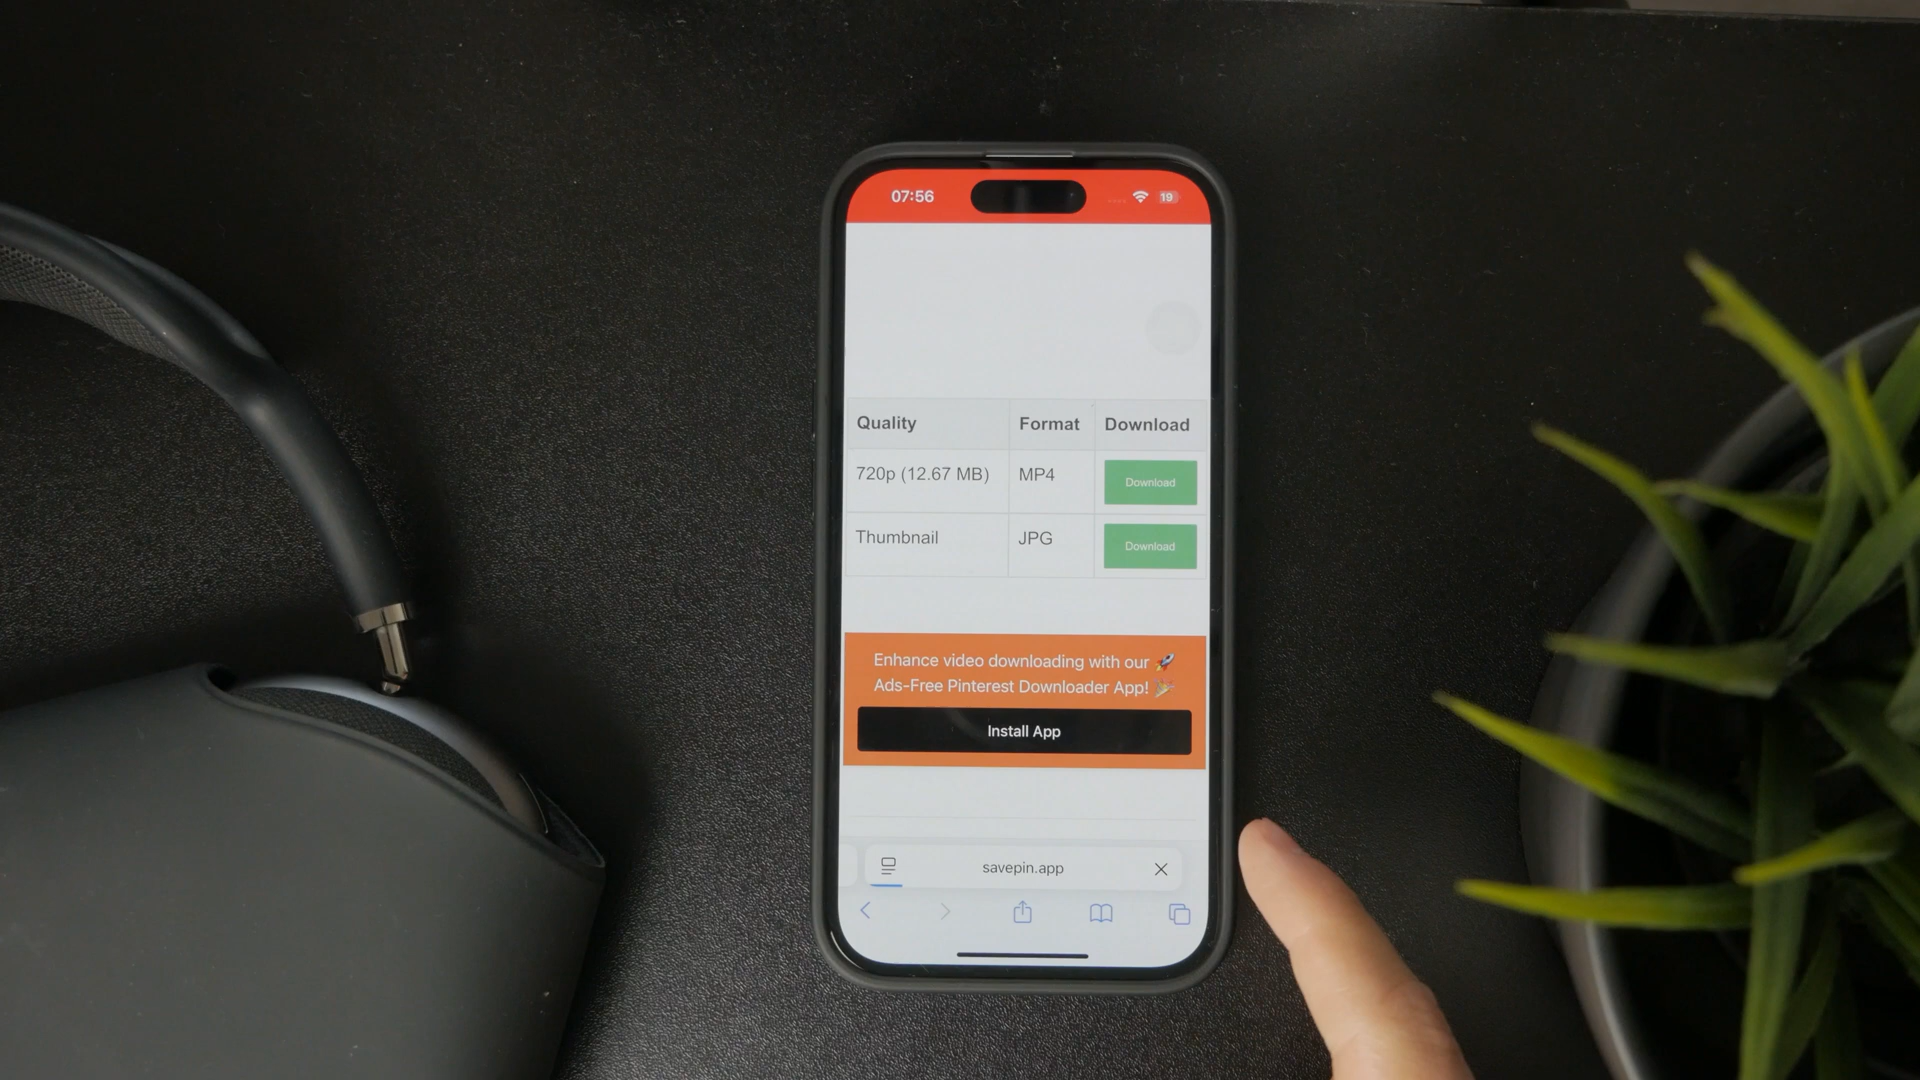 07:56
19
Quality Format Download
720p (12.67 MB) MP4 Download
Thumbnail JPG Download
Enhance video downloading with our 🚀
Ads-Free Pinterest Downloader App! 🎉
Install App
savepin.app